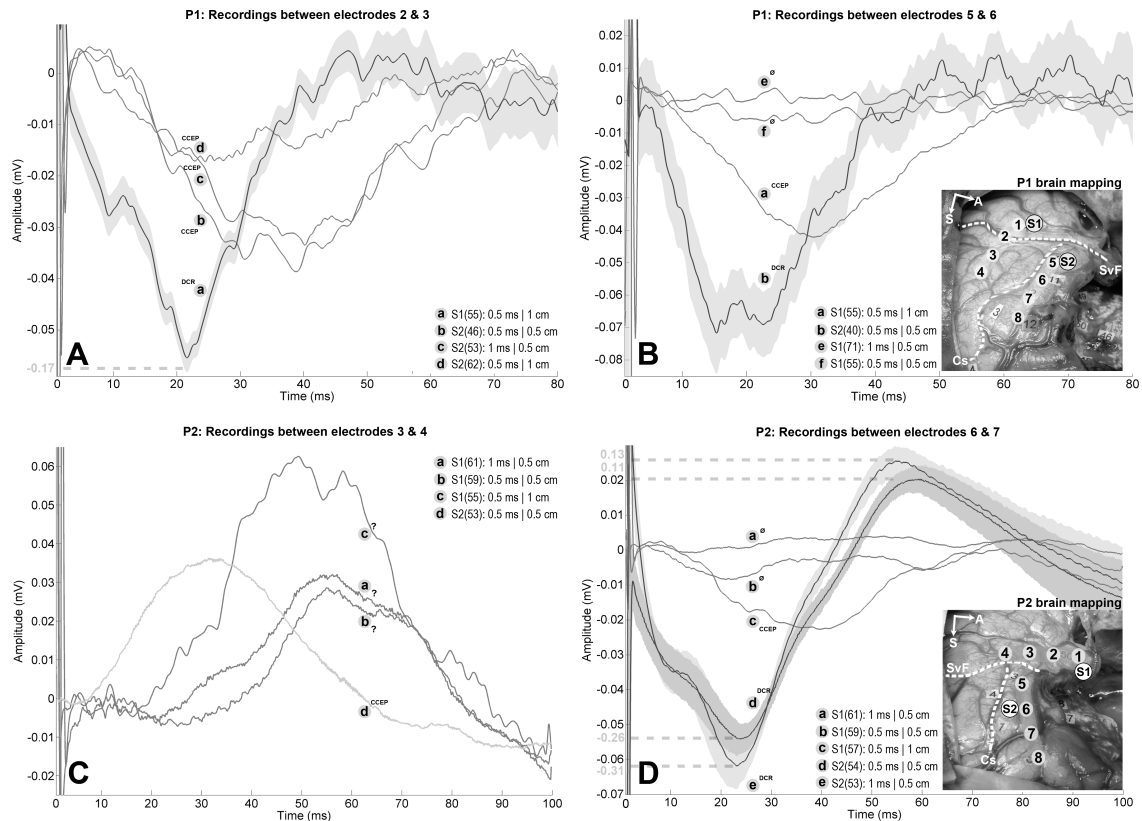 P1: Recordings between electrodes 2 & 3
Amplitude (mV)
0
-0.01
-0.02
-0.03
-0.04
-0.05
-0.17
CCEP
d
CCEP
c
b
CCEP
DCR
a
a S1(55): 0.5 ms | 1 cm
b S2(46): 0.5 ms | 0.5 cm
c S2(53): 1 ms | 0.5 cm
d S2(62): 0.5 ms | 1 cm
A
0 10 20 30 40 50 60 70 80
Time (ms)
P1: Recordings between electrodes 5 & 6
Amplitude (mV)
0.02
0.01
0
-0.01
-0.02
-0.03
-0.04
-0.05
-0.06
-0.07
-0.08
e ø
f ø
CCEP
a
DCR
b
a S1(55): 0.5 ms | 1 cm
b S2(40): 0.5 ms | 0.5 cm
e S1(71): 1 ms | 0.5 cm
f S1(55): 0.5 ms | 0.5 cm
B
0 10 20 30 40 50 60 70 80
Time (ms)
P1 brain mapping
S A
1 S1
2
3
4
5 S2
6 11
7
8
3
12
SvF
Cs
P2: Recordings between electrodes 3 & 4
Amplitude (mV)
0.06
0.05
0.04
0.03
0.02
0.01
0
-0.01
-0.02
a S1(61): 1 ms | 0.5 cm
b S1(59): 0.5 ms | 0.5 cm
c S1(55): 0.5 ms | 1 cm
d S2(53): 0.5 ms | 0.5 cm
c ?
a ?
b ?
d CCEP
C
0 10 20 30 40 50 60 70 80 90 100
Time (ms)
P2: Recordings between electrodes 6 & 7
Amplitude (mV)
0.13
0.11
0.02
0.01
0
-0.01
-0.02
-0.03
-0.04
-0.05
-0.26
-0.06
-0.31
-0.07
a ø
b ø
c CCEP
d
DCR
e DCR
a S1(61): 1 ms | 0.5 cm
b S1(59): 0.5 ms | 0.5 cm
c S1(57): 0.5 ms | 1 cm
d S2(54): 0.5 ms | 0.5 cm
e S2(53): 1 ms | 0.5 cm
D
0 10 20 30 40 50 60 70 80 90 100
Time (ms)
P2 brain mapping
S A
SvF
4 3 2 1
S1
5
S2 6
7
8
Cs